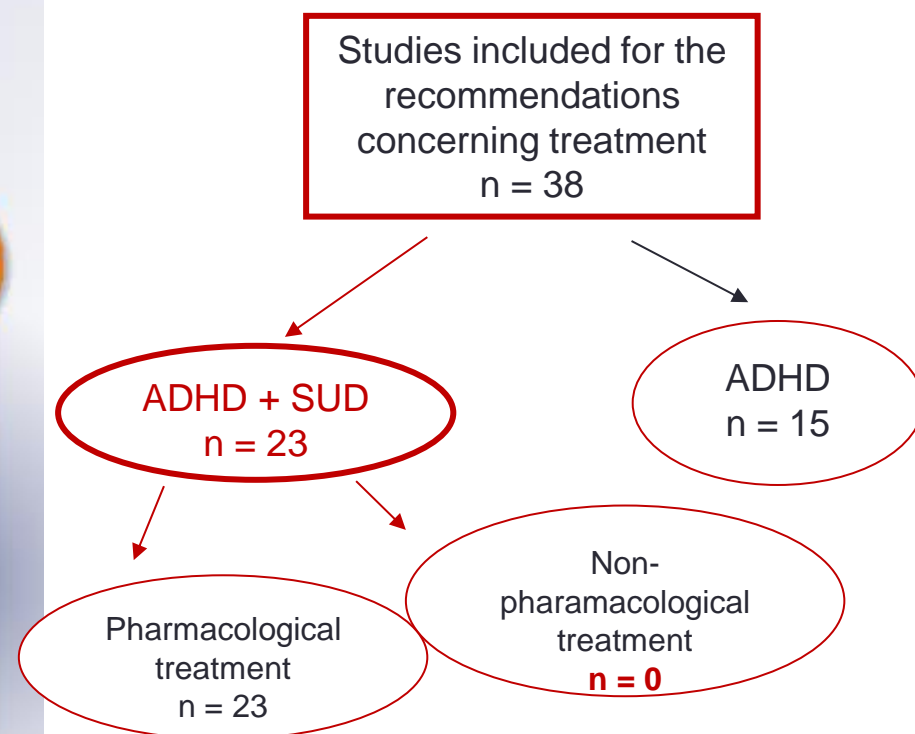 Studies included for the
recommendations
concerning treatment
n = 38
ADHD + SUD
n = 23
ADHD
n = 15
Pharmacological
treatment
n = 23
Non-
pharamacological
treatment
n = 0